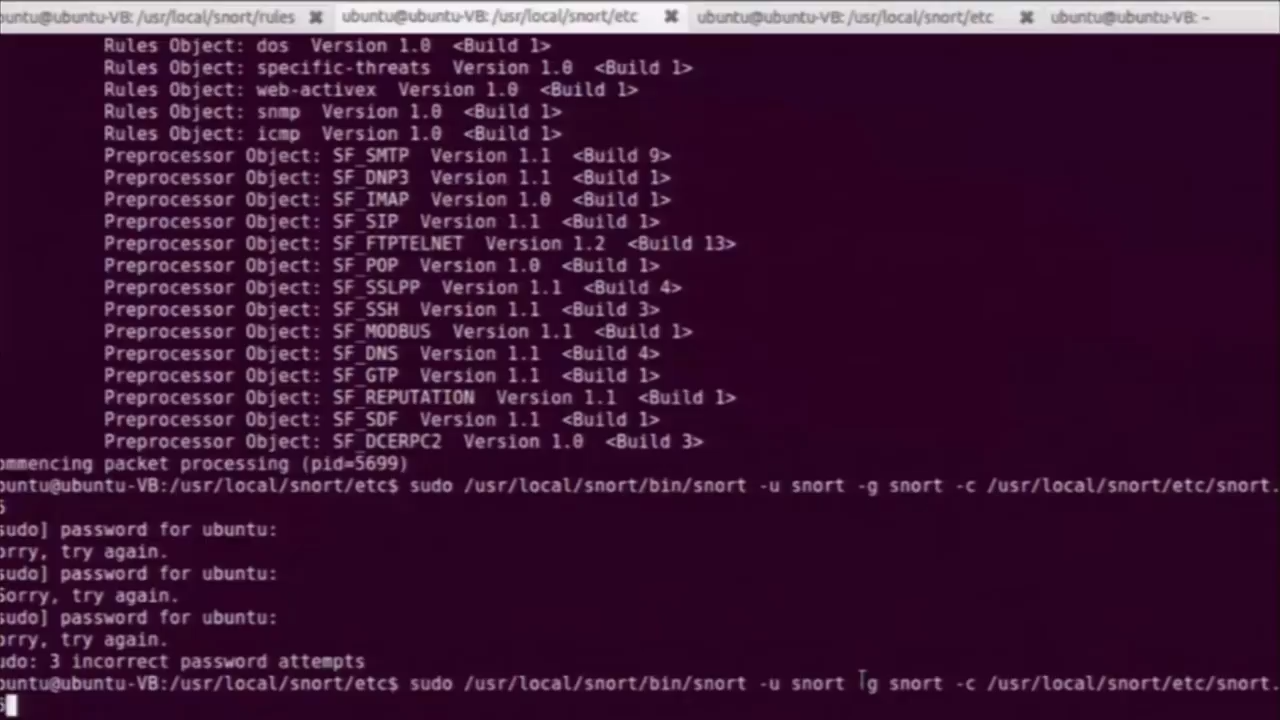 ubuntu@ubuntu-VB: /usr/local/snort/rules ✖ ubuntu@ubuntu-VB: /usr/local/snort/etc ✖ ubuntu@ubuntu-VB: /usr/local/snort/etc ✖ ubuntu@ubuntu-VB: ~
Rules Object: dos Version 1.0 <Build 1>
Rules Object: specific-threats Version 1.0 <Build 1>
Rules Object: web-activex Version 1.0 <Build 1>
Rules Object: snmp Version 1.0 <Build 1>
Rules Object: icmp Version 1.0 <Build 1>
Preprocessor Object: SF_SMTP Version 1.1 <Build 9>
Preprocessor Object: SF_DNP3 Version 1.1 <Build 1>
Preprocessor Object: SF_IMAP Version 1.0 <Build 1>
Preprocessor Object: SF_SIP Version 1.1 <Build 1>
Preprocessor Object: SF_FTPTELNET Version 1.2 <Build 13>
Preprocessor Object: SF_POP Version 1.0 <Build 1>
Preprocessor Object: SF_SSLPP Version 1.1 <Build 4>
Preprocessor Object: SF_SSH Version 1.1 <Build 3>
Preprocessor Object: SF_MODBUS Version 1.1 <Build 1>
Preprocessor Object: SF_DNS Version 1.1 <Build 4>
Preprocessor Object: SF_GTP Version 1.1 <Build 1>
Preprocessor Object: SF_REPUTATION Version 1.1 <Build 1>
Preprocessor Object: SF_SDF Version 1.1 <Build 1>
Preprocessor Object: SF_DCERPC2 Version 1.0 <Build 3>
ommencing packet processing (pid=5699)
buntu@ubuntu-VB:/usr/local/snort/etc$ sudo /usr/local/snort/bin/snort -u snort -g snort -c /usr/local/snort/etc/snort.
sudo] password for ubuntu:
orry, try again.
sudo] password for ubuntu:
Sorry, try again.
sudo] password for ubuntu:
orry, try again.
udo: 3 incorrect password attempts
buntu@ubuntu-VB:/usr/local/snort/etc$ sudo /usr/local/snort/bin/snort -u snort g snort -c /usr/local/snort/etc/snort.